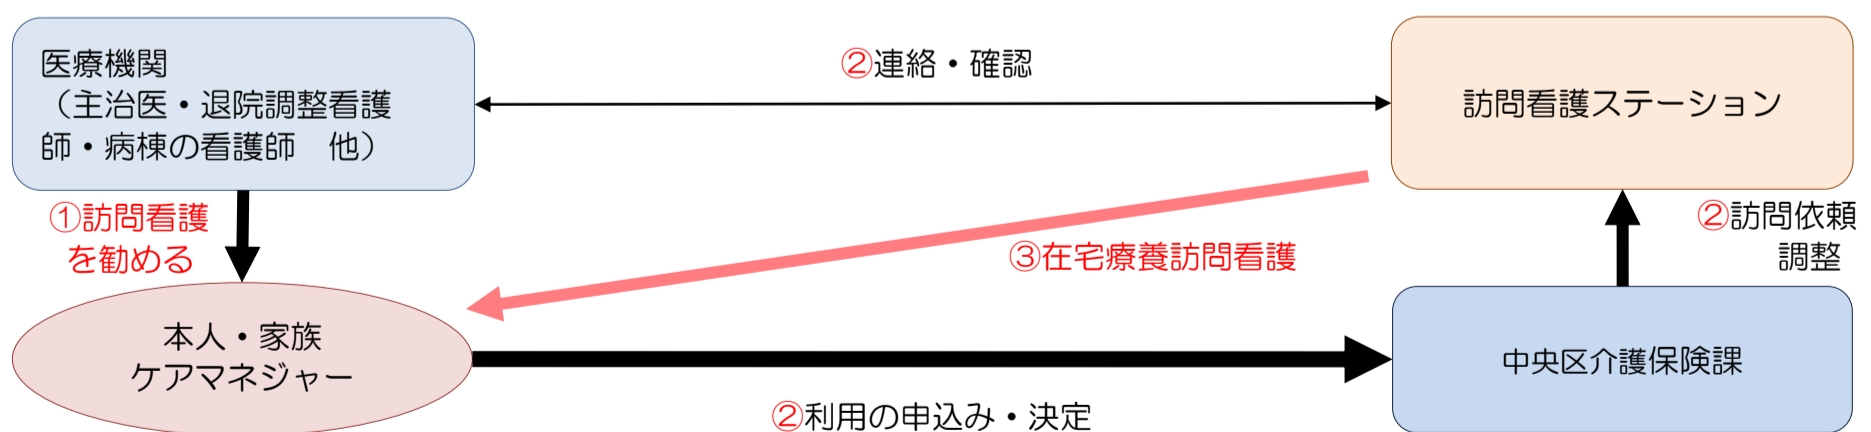 医療機関
（主治医・退院調整看護
師・病棟の看護師　他）
②連絡・確認
訪問看護ステーション
①訪問看護
を勧める
③在宅療養訪問看護
②訪問依頼
調整
本人・家族
ケアマネジャー
中央区介護保険課
②利用の申込み・決定